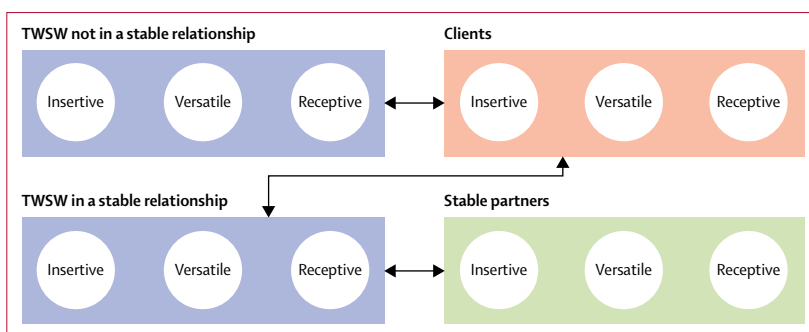 TWSW not in a stable relationship
Clients
Insertive
Versatile
Receptive
Insertive
Versatile
Receptive
TWSW in a stable relationship
Stable partners
Insertive
Versatile
Receptive
Insertive
Versatile
Receptive